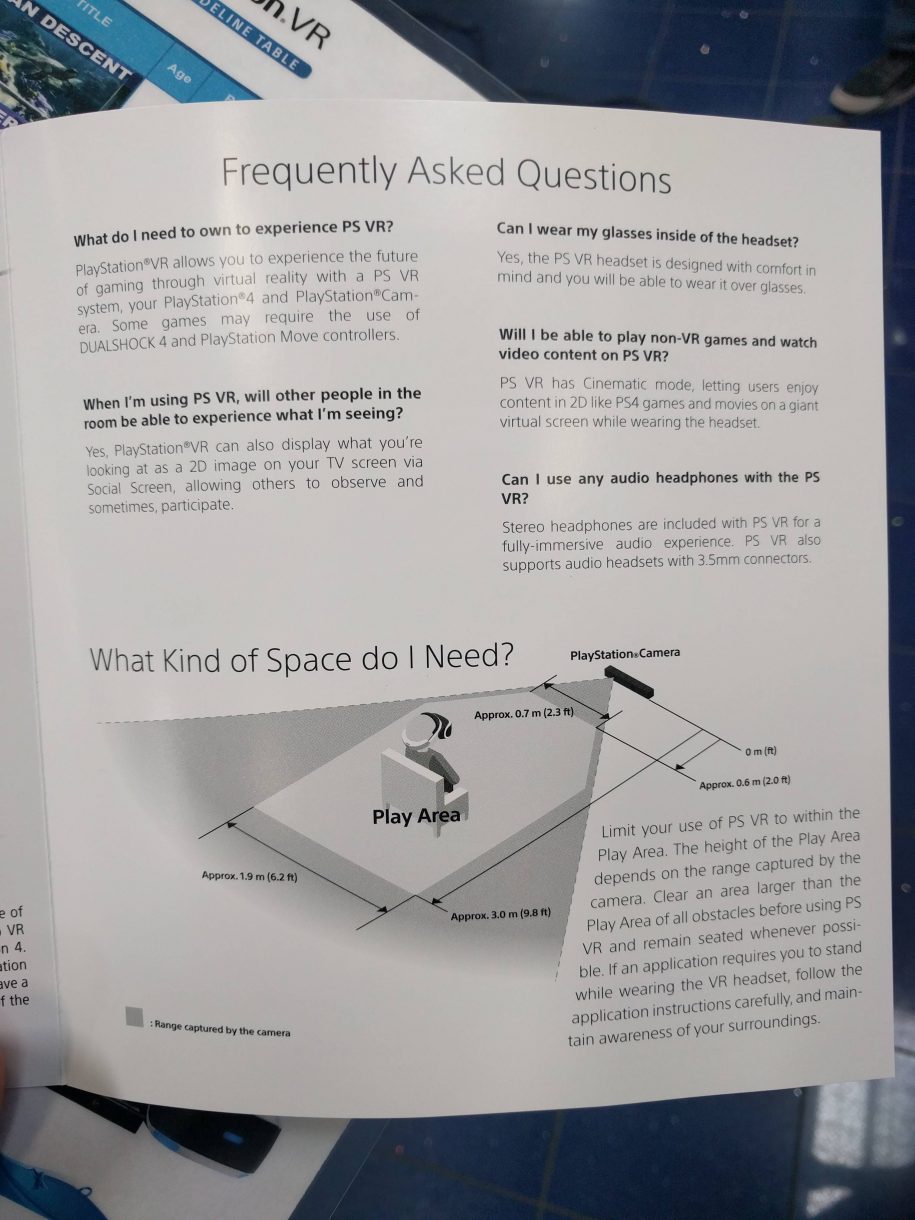 TITLE
AN DESCENT
n.VR
DELINE TABLE
Age
Frequently Asked Questions
What do I need to own to experience PS VR?
PlayStation®VR allows you to experience the future
of gaming through virtual reality with a PS VR
system, your PlayStation®4 and PlayStation®Cam-
era. Some games may require the use of
DUALSHOCK 4 and PlayStation Move controllers.
When I'm using PS VR, will other people in the
room be able to experience what I'm seeing?
Yes, PlayStation®VR can also display what you're
looking at as a 2D image on your TV screen via
Social Screen, allowing others to observe and
sometimes, participate.
Can I wear my glasses inside of the headset?
Yes, the PS VR headset is designed with comfort in
mind and you will be able to wear it over glasses.
Will I be able to play non-VR games and watch
video content on PS VR?
PS VR has Cinematic mode, letting users enjoy
content in 2D like PS4 games and movies on a giant
virtual screen while wearing the headset.
Can I use any audio headphones with the PS
VR?
Stereo headphones are included with PS VR for a
fully-immersive audio experience. PS VR also
supports audio headsets with 3.5mm connectors.
What Kind of Space do I Need?
PlayStation®Camera
Approx. 0.7 m (2.3 ft)
0 m (ft)
Approx. 0.6 m (2.0 ft)
Play Area
Approx. 1.9 m (6.2 ft)
Approx. 3.0 m (9.8 ft)
: Range captured by the camera
Limit your use of PS VR to within the
Play Area. The height of the Play Area
depends on the range captured by the
camera. Clear an area larger than the
Play Area of all obstacles before using PS
VR and remain seated whenever possi-
ble. If an application requires you to stand
while wearing the VR headset, follow the
application instructions carefully, and main-
tain awareness of your surroundings.
e of
VR
n 4.
ation
ave a
f the